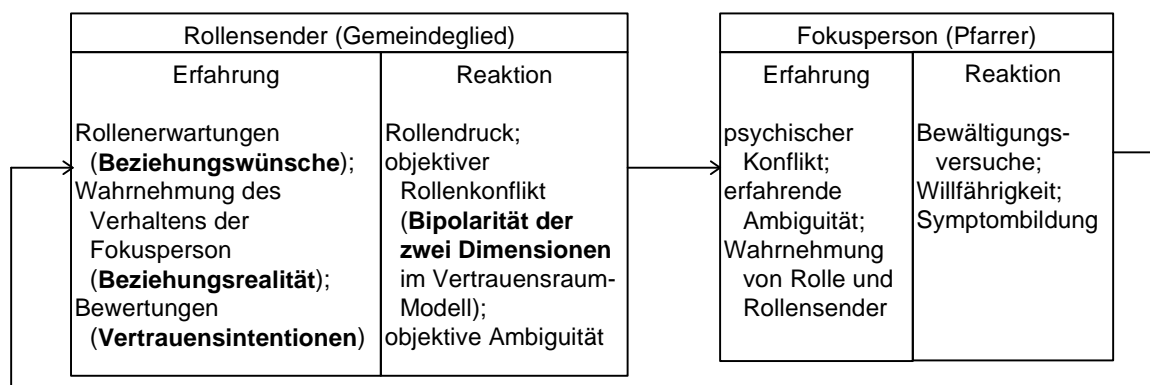 Rollensender (Gemeindeglied)
Erfahrung
Rollenerwartungen
(Beziehungswünsche);
Wahrnehmung des
Verhaltens der
Fokusperson
(Beziehungsrealität);
Bewertungen
(Vertrauensintentionen)
Reaktion
Rollendruck;
objektiver
Rollenkonflikt
(Bipolarität der
zwei Dimensionen
im Vertrauensraum-
Modell);
objektive Ambiguität
Fokusperson (Pfarrer)
Erfahrung
psychischer
Konflikt;
erfahrende
Ambiguität;
Wahrnehmung
von Rolle und
Rollensender
Reaktion
Bewältigungs-
versuche;
Willfährigkeit;
Symptombildung